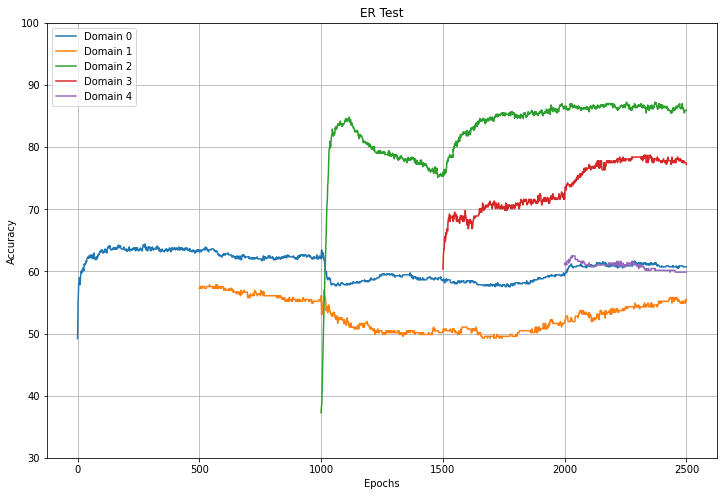 ER Test
Domain 0
Domain 1
Domain 2
Domain 3
Domain 4
100
90
80
70
60
50
40
30
Accuracy
0 500 1000 1500 2000 2500
Epochs